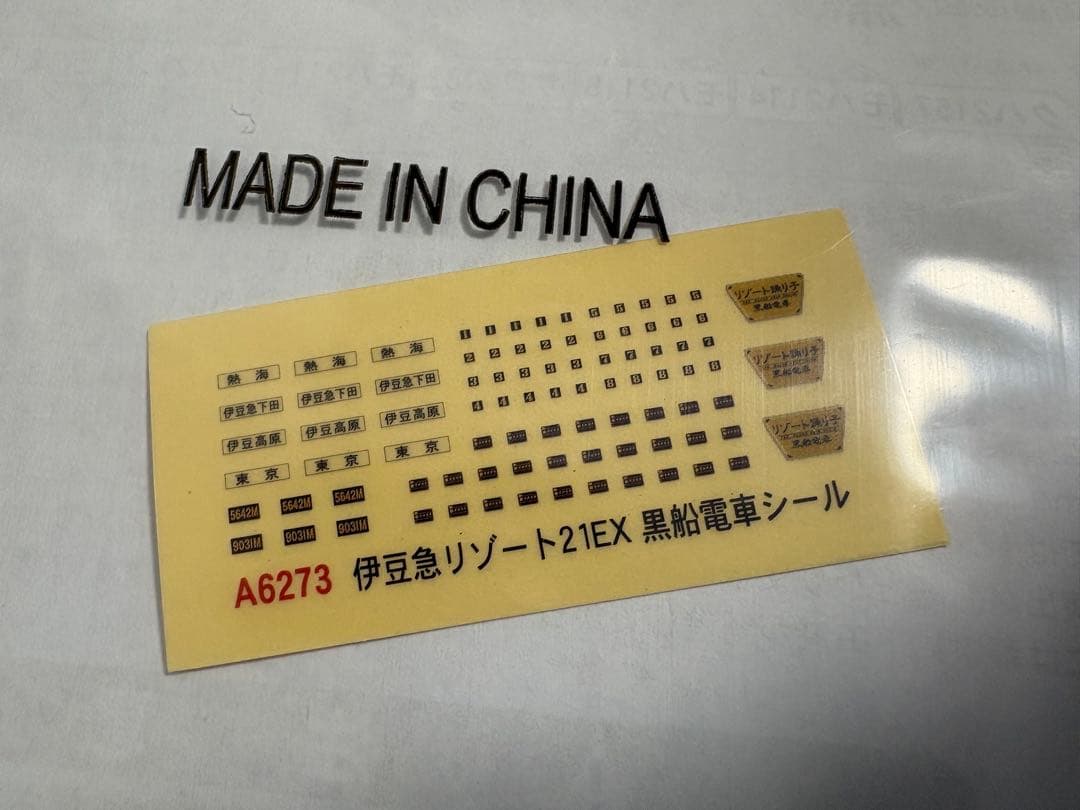 MADE IN CHINA
熱海 熱海 熱海
伊豆急下田 伊豆急下田 伊豆急下田
伊豆高原 伊豆高原 伊豆高原
東京 東京 東京
5642M 5642M 5642M
9031M 9031M 9031M
1 1 1 1 1 5 5 5 5 5
2 2 2 2 2 6 6 6 6 6
3 3 3 3 3 7 7 7 7 7
4 4 4 4 4 8 8 8 8 8
リゾート踊り子
黒船電車
リゾート踊り子
黒船電車
リゾート踊り子
黒船電車
A6273 伊豆急リゾート21EX 黒船電車シール